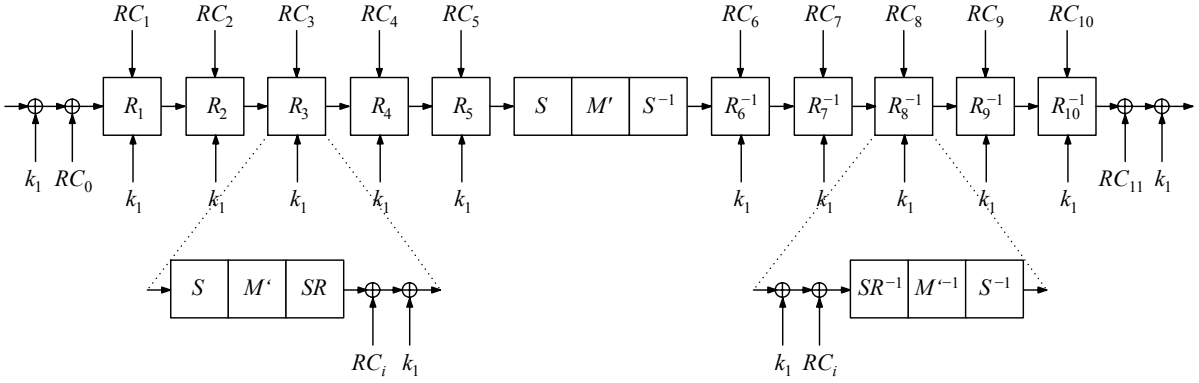 RC₁ RC₂ RC₃ RC₄ RC₅ RC₆ RC₇ RC₈ RC₉ RC₁₀
R₁ R₂ R₃ R₄ R₅ S M′ S⁻¹ R₆⁻¹ R₇⁻¹ R₈⁻¹ R₉⁻¹ R₁₀⁻¹
k₁ RC₀ k₁ k₁ k₁ k₁ k₁ k₁ k₁ k₁ k₁ k₁ RC₁₁ k₁
S M‘ SR SR⁻¹ M‘⁻¹ S⁻¹
RCᵢ k₁ k₁ RCᵢ